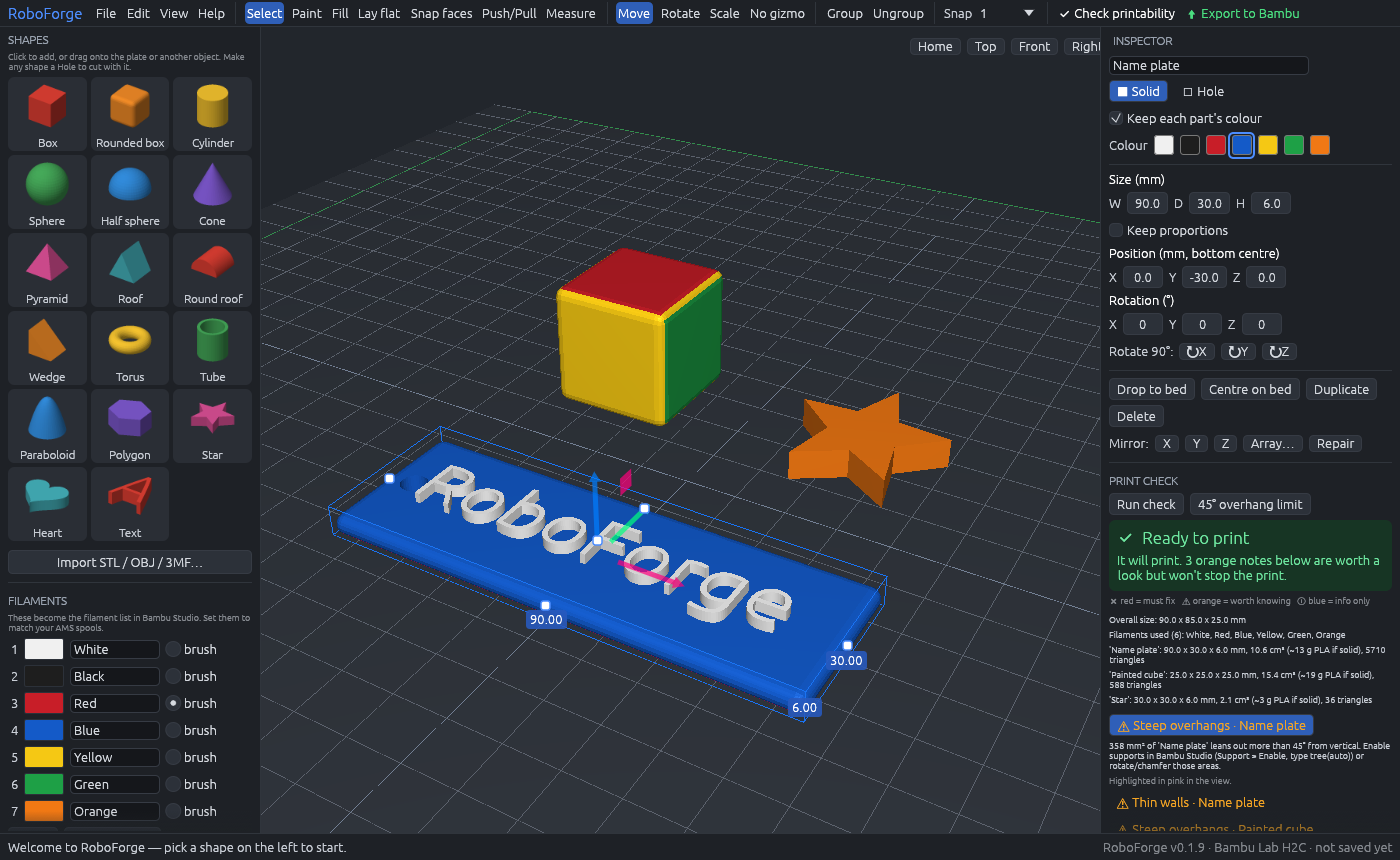 RoboForge File Edit View Help Select Paint Fill Lay flat Snap faces Push/Pull Measure Move Rotate Scale No gizmo Group Ungroup Snap 1 Check printability Export to Bambu
SHAPES
Click to add, or drag onto the plate or another object. Make
any shape a Hole to cut with it.
Box Rounded box Cylinder
Sphere Half sphere Cone
Pyramid Roof Round roof
Wedge Torus Tube
Paraboloid Polygon Star
Heart Text
Import STL / OBJ / 3MF...
FILAMENTS
These become the filament list in Bambu Studio. Set them to
match your AMS spools.
1 White brush
2 Black brush
3 Red brush
4 Blue brush
5 Yellow brush
6 Green brush
7 Orange brush
Home Top Front Right
RoboForge
90.00
30.00
6.00
INSPECTOR
Name plate
Solid Hole
Keep each part's colour
Colour
Size (mm)
W 90.0 D 30.0 H 6.0
Keep proportions
Position (mm, bottom centre)
X 0.0 Y -30.0 Z 0.0
Rotation (°)
X 0 Y 0 Z 0
Rotate 90°: ↻X ↻Y ↻Z
Drop to bed Centre on bed Duplicate
Delete
Mirror: X Y Z Array... Repair
PRINT CHECK
Run check 45° overhang limit
Ready to print
It will print. 3 orange notes below are worth a
look but won't stop the print.
red = must fix orange = worth knowing blue = info only
Overall size: 90.0 x 85.0 x 25.0 mm
Filaments used (6): White, Red, Blue, Yellow, Green, Orange
'Name plate': 90.0 x 30.0 x 6.0 mm, 10.6 cm³ (~13 g PLA if solid), 5710
triangles
'Painted cube': 25.0 x 25.0 x 25.0 mm, 15.4 cm³ (~19 g PLA if solid),
588 triangles
'Star': 30.0 x 30.0 x 6.0 mm, 2.1 cm³ (~3 g PLA if solid), 36 triangles
Steep overhangs · Name plate
358 mm² of 'Name plate' leans out more than 45° from vertical. Enable
supports in Bambu Studio (Support » Enable, type tree(auto)) or
rotate/chamfer those areas.
Highlighted in pink in the view.
Thin walls · Name plate
Steep overhangs · Painted cube
Welcome to RoboForge — pick a shape on the left to start.
RoboForge v0.1.9 · Bambu Lab H2C · not saved yet